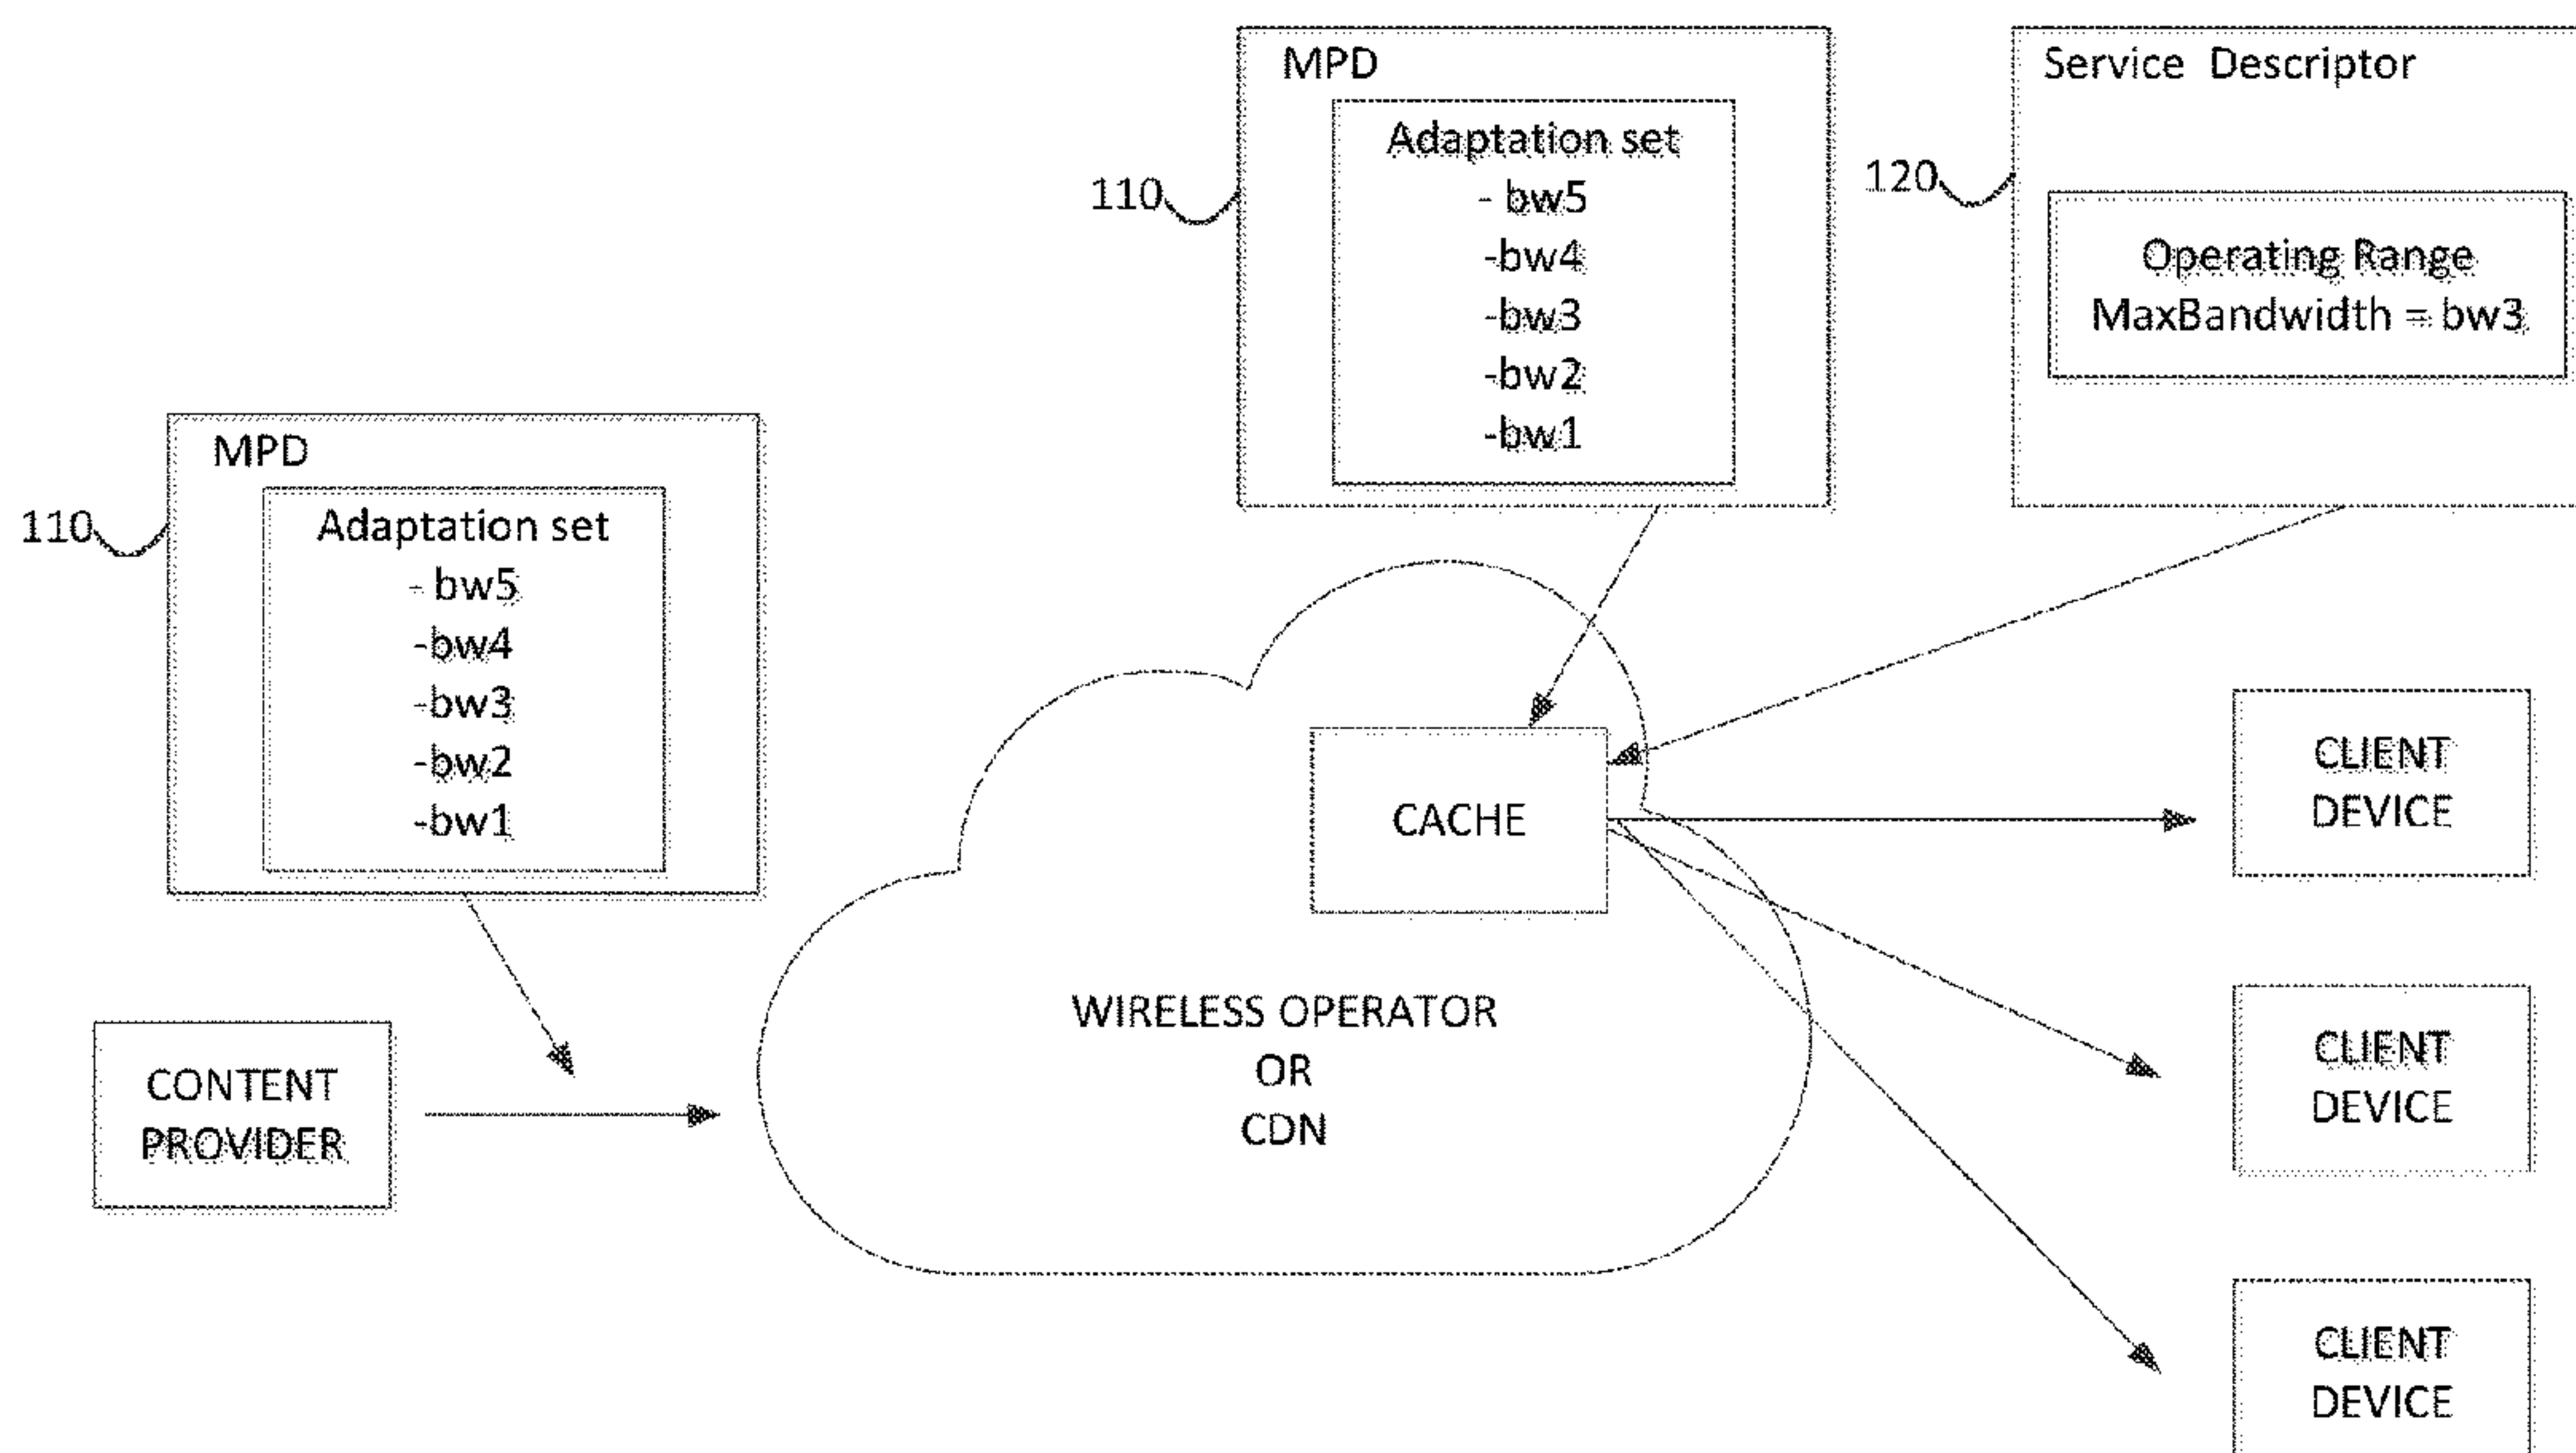 MPD
Adaptation set
- bw5
-bw4
-bw3
-bw2
-bw1
110
Service Descriptor
120
Operating Range
MaxBandwidth = bw3
MPD
110
Adaptation set
- bw5
-bw4
-bw3
-bw2
-bw1
CACHE
CLIENT
DEVICE
WIRELESS OPERATOR
OR
CDN
CONTENT
PROVIDER
CLIENT
DEVICE
CLIENT
DEVICE